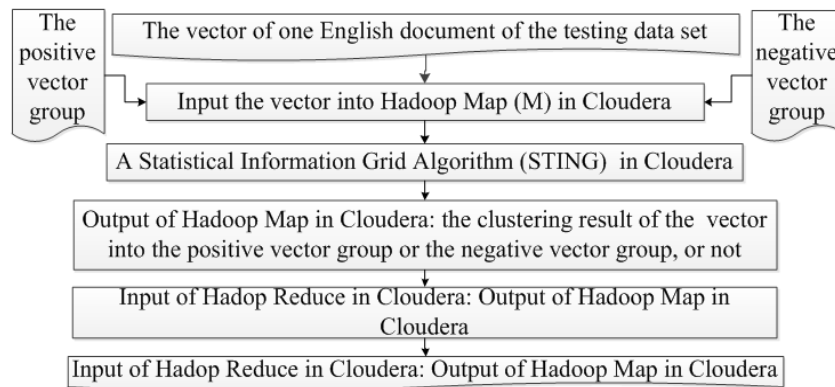 The
positive
vector
group
The vector of one English document of the testing data set
The
negative
vector
group
Input the vector into Hadoop Map (M) in Cloudera
A Statistical Information Grid Algorithm (STING) in Cloudera
Output of Hadoop Map in Cloudera: the clustering result of the vector
into the positive vector group or the negative vector group, or not
Input of Hadop Reduce in Cloudera: Output of Hadoop Map in
Cloudera
Input of Hadop Reduce in Cloudera: Output of Hadoop Map in Cloudera